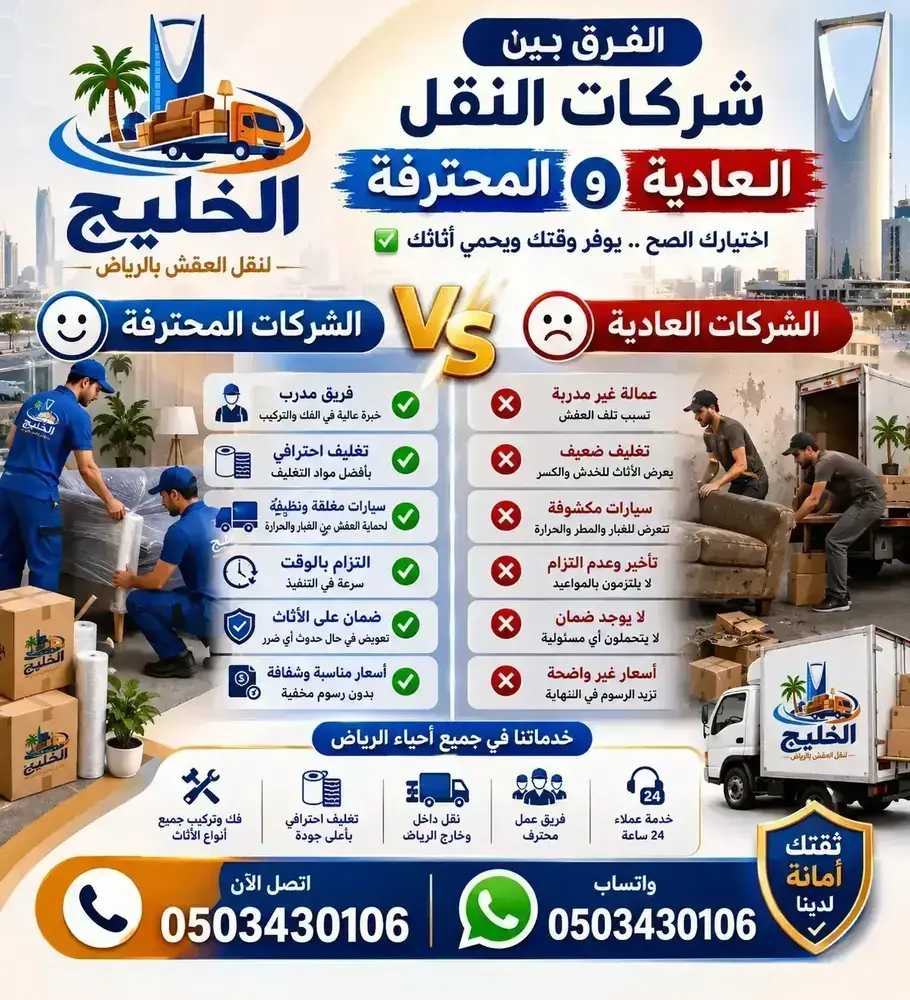 الخليج
لنقل العفش بالرياض
الفرق بين
شركات النقل
العادية و المحترفة
اختيارك الصح .. يوفر وقتك ويحمي أثاثك
الشركات العادية
VS
الشركات المحترفة
عمالة غير مدربة
تسبب تلف العفش
تغليف ضعيف
يعرض الأثاث للخدش والكسر
سيارات مكشوفة
تتعرض للغبار والمطر والحرارة
تأخير وعدم التزام
لا يلتزمون بالمواعيد
لا يوجد ضمان
لا يتحملون أي مسئولية
أسعار غير واضحة
تزيد الرسوم في النهاية
فريق مدرب
خبرة عالية في الفك والتركيب
تغليف احترافي
بأفضل مواد التغليف
سيارات مغلقة ونظيفة
لحماية العفش من الغبار والحرارة
التزام بالوقت
سرعة في التنفيذ
ضمان على الأثاث
تعويض في حال حدوث أي ضرر
أسعار مناسبة وشفافة
بدون رسوم مخفية
الخليج
الخليج
الخليج
الخليج
لنقل العفش بالرياض
خدماتنا في جميع أحياء الرياض
24
خدمة عملاء
24 ساعة
فريق عمل
محترف
نقل داخل
وخارج الرياض
تغليف احترافي
بأعلى جودة
فك وتركيب جميع
أنواع الأثاث
ثقتك
أمانة
لدينا
واتساب
0503430106
اتصل الآن
0503430106